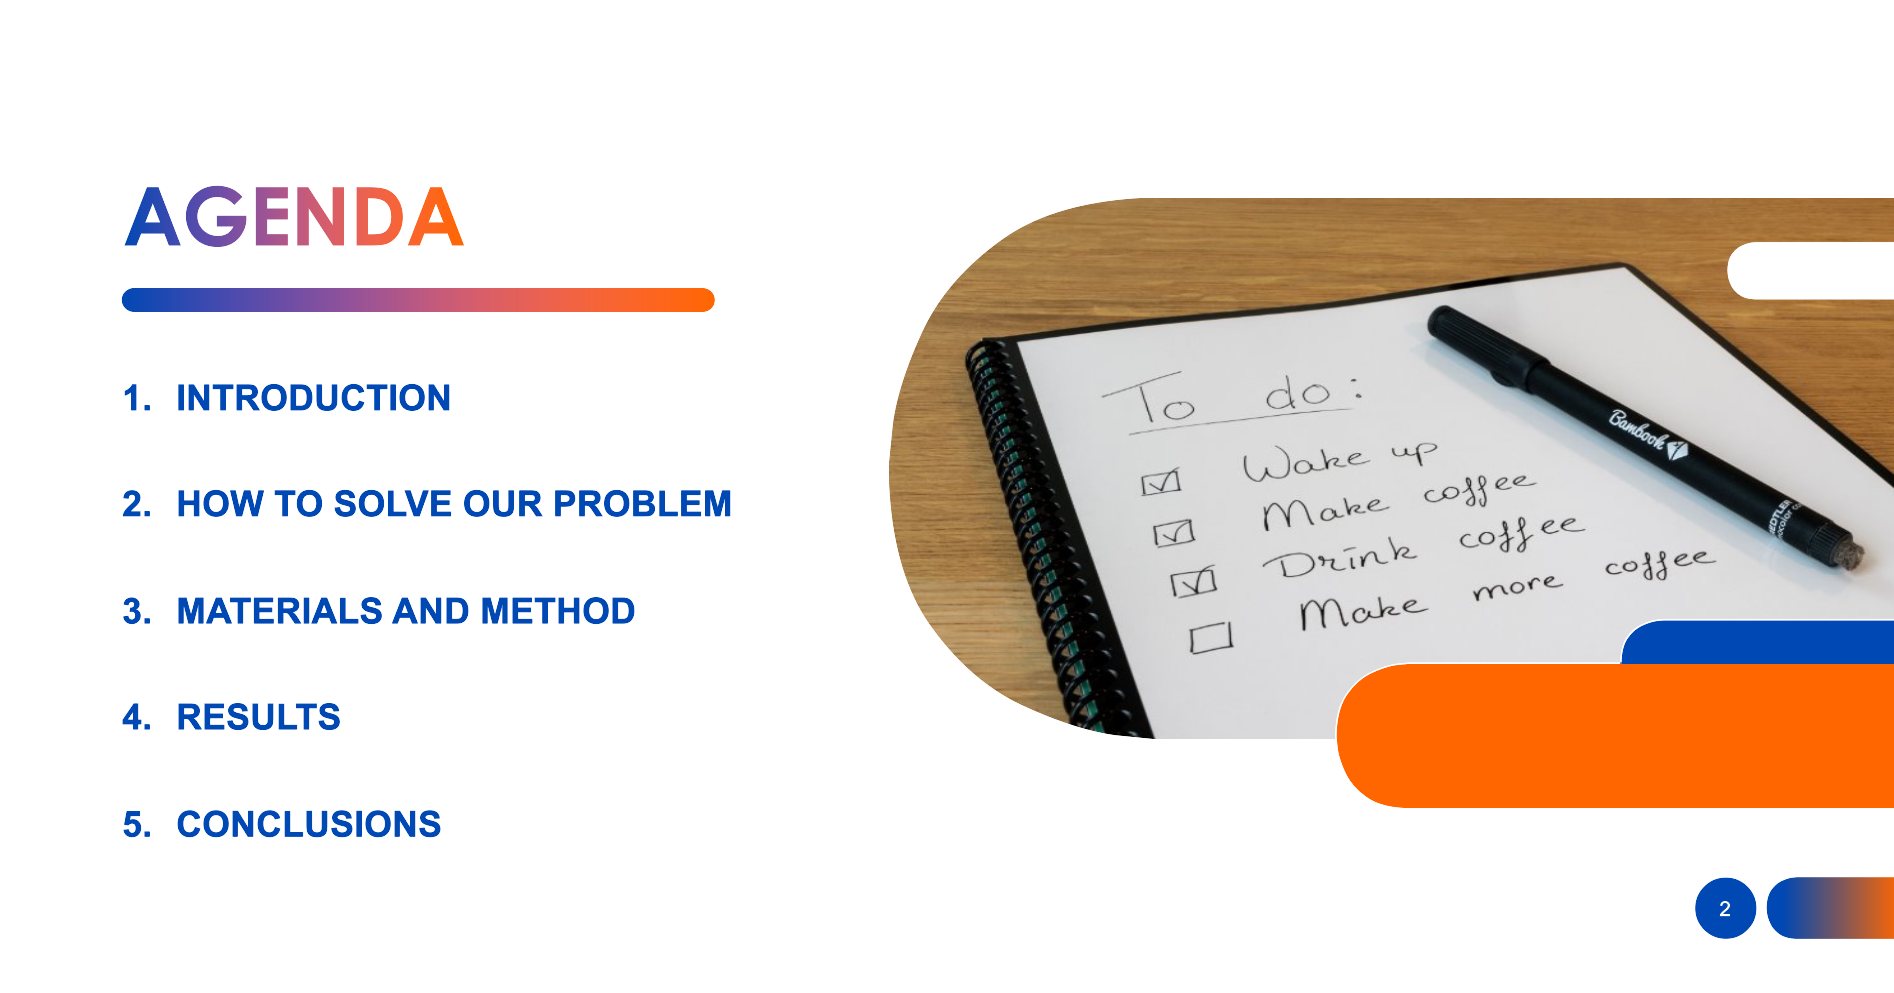 AGENDA
1. INTRODUCTION
2. HOW TO SOLVE OUR PROBLEM
3. MATERIALS AND METHOD
4. RESULTS
5. CONCLUSIONS
To do:
Wake up
Make coffee
Drink coffee
Make more coffee
Bambook
2